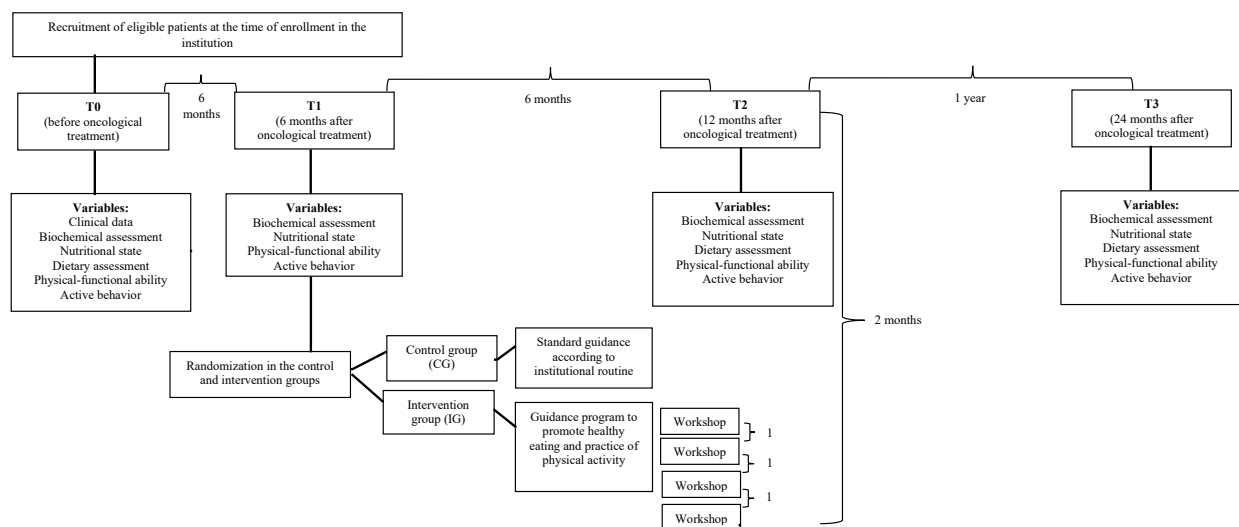 Recruitment of eligible patients at the time of enrollment in the
institution
T0
(before oncological
treatment)
6
months
T1
(6 months after
oncological treatment)
6 months
T2
(12 months after
oncological treatment)
1 year
T3
(24 months after
oncological treatment)
Variables:
Clinical data
Biochemical assessment
Nutritional state
Dietary assessment
Physical-functional ability
Active behavior
Variables:
Biochemical assessment
Nutritional state
Physical-functional ability
Active behavior
Variables:
Biochemical assessment
Nutritional state
Dietary assessment
Physical-functional ability
Active behavior
Variables:
Biochemical assessment
Nutritional state
Dietary assessment
Physical-functional ability
Active behavior
2 months
Randomization in the control
and intervention groups
Control group
(CG)
Standard guidance
according to
institutional routine
Intervention
group (IG)
Guidance program to
promote healthy
eating and practice of
physical activity
Workshop
1
Workshop
1
Workshop
1
Workshop